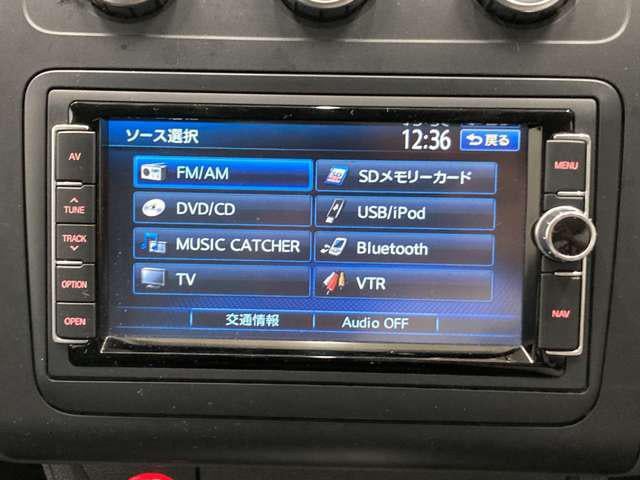 ソース選択
12:36
戻る
FM/AM
SDメモリーカード
DVD/CD
USB/iPod
MUSIC CATCHER
Bluetooth
TV
VTR
交通情報
Audio OFF
AV
TUNE
TRACK
OPTION
OPEN
MENU
NAV